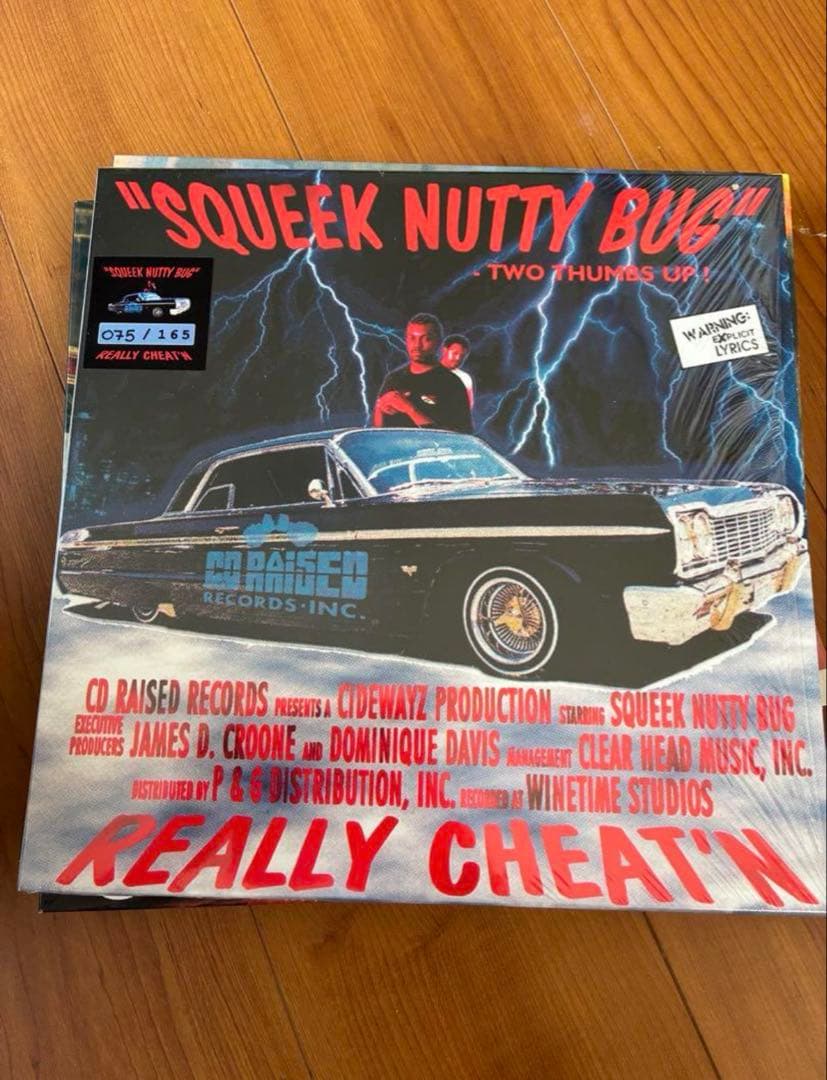 "SQUEEK NUTTY BUG"
- TWO THUMBS UP !
"SQUEEK NUTTY BUG"
075 / 165
REALLY CHEAT'N
WARNING:
EXPLICIT
LYRICS
CD RAISED
RECORDS·INC.
CD RAISED RECORDS PRESENTS A CIDEWAYZ PRODUCTION STARRING SQUEEK NUTTY BUG
EXECUTIVE PRODUCERS JAMES D. CROONE AND DOMINIQUE DAVIS MANAGEMENT CLEAR HEAD MUSIC, INC.
DISTRIBUTED BY P & G DISTRIBUTION, INC. RECORDED AT WINETIME STUDIOS
REALLY CHEAT'N